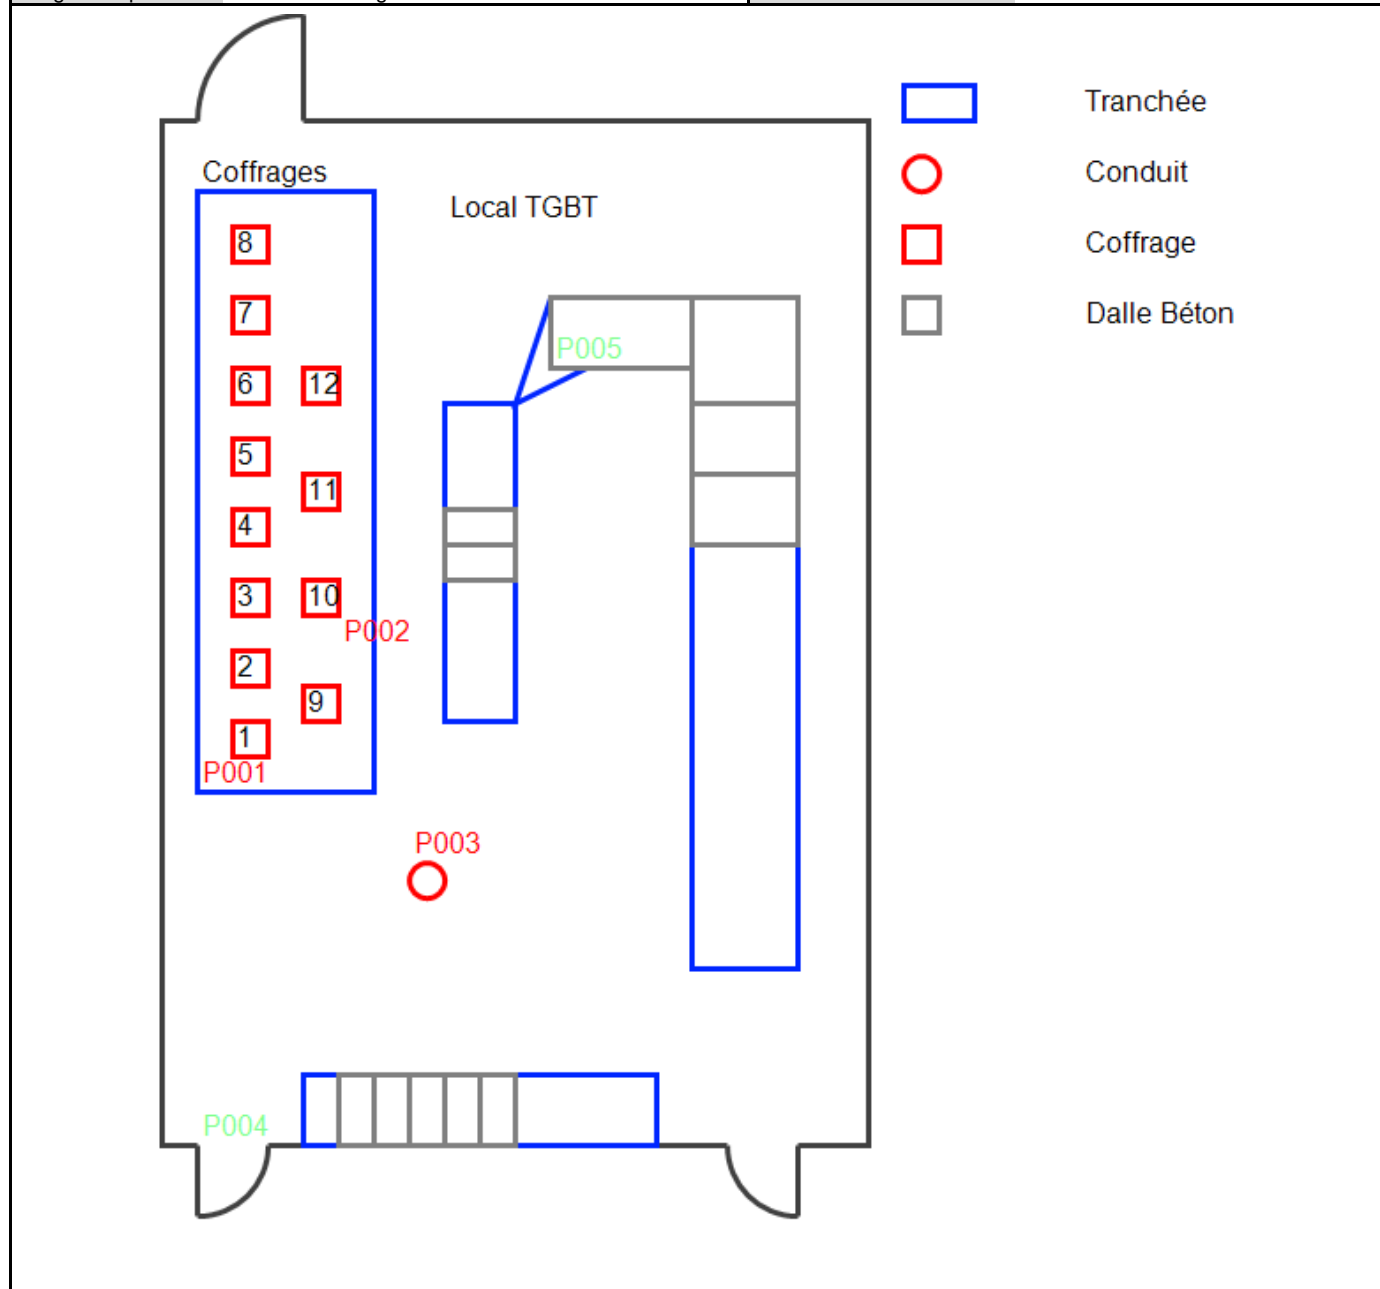 Coffrages
Local TGBT
8
7
6
12
5
11
4
3
10
P002
2
9
1
P001
P003
P005
P004
Tranchée
Conduit
Coffrage
Dalle Béton